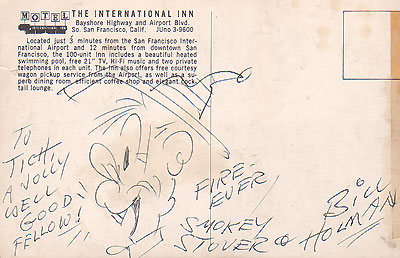 MOTEL
THE INTERNATIONAL INN
Bayshore Highway and Airport Blvd.
So. San Francisco, Calif. JUno 3-9600
Located just 3 minutes from the San Francisco Inter-
national Airport and 12 minutes from downtown San
Francisco, the 100-unit Inn includes a beautiful heated
swimming pool, free 21" TV, Hi-Fi music and two private
telephones in each unit. The Inn also offers free courtesy
wagon pickup service from the Airport, as well as a su-
perb dining room, efficient coffee shop and elegant cock-
tail lounge.
TO
TICH,
A JOLLY
WELL
GOOD
FELLOW!
FIRE-
EVER!
SMOKEY
STOVER @
BILL
HOLMAN